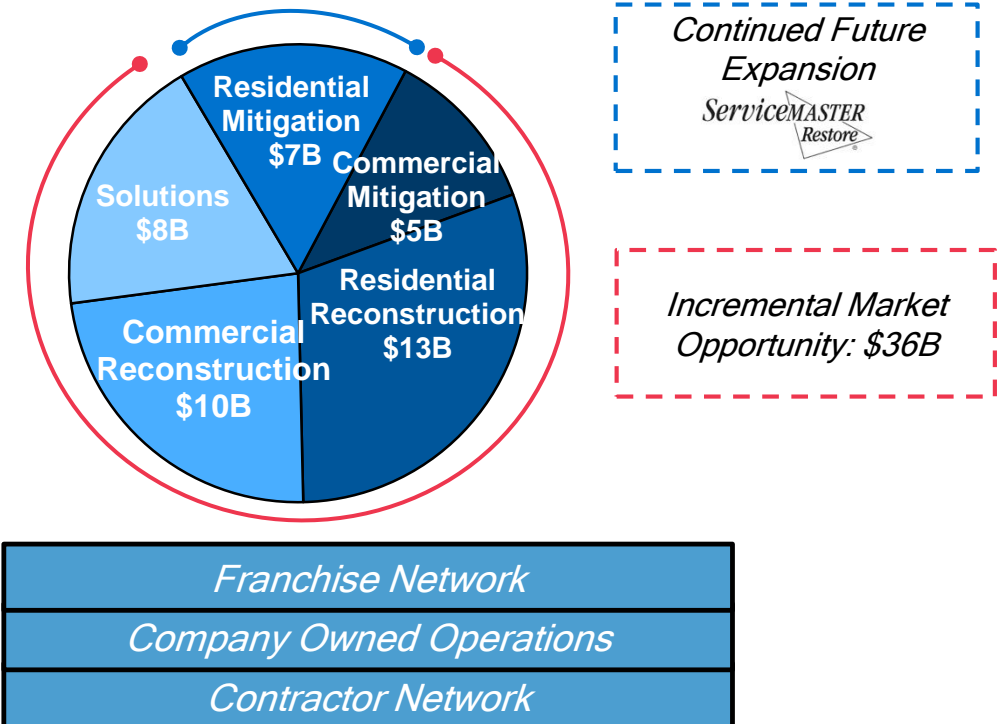 Residential
Mitigation
$7B
Commercial
Mitigation
$5B
Solutions
$8B
Residential
Reconstruction
$13B
Commercial
Reconstruction
$10B
Continued Future
Expansion
ServiceMASTER
Restore®
Incremental Market
Opportunity: $36B
Franchise Network
Company Owned Operations
Contractor Network